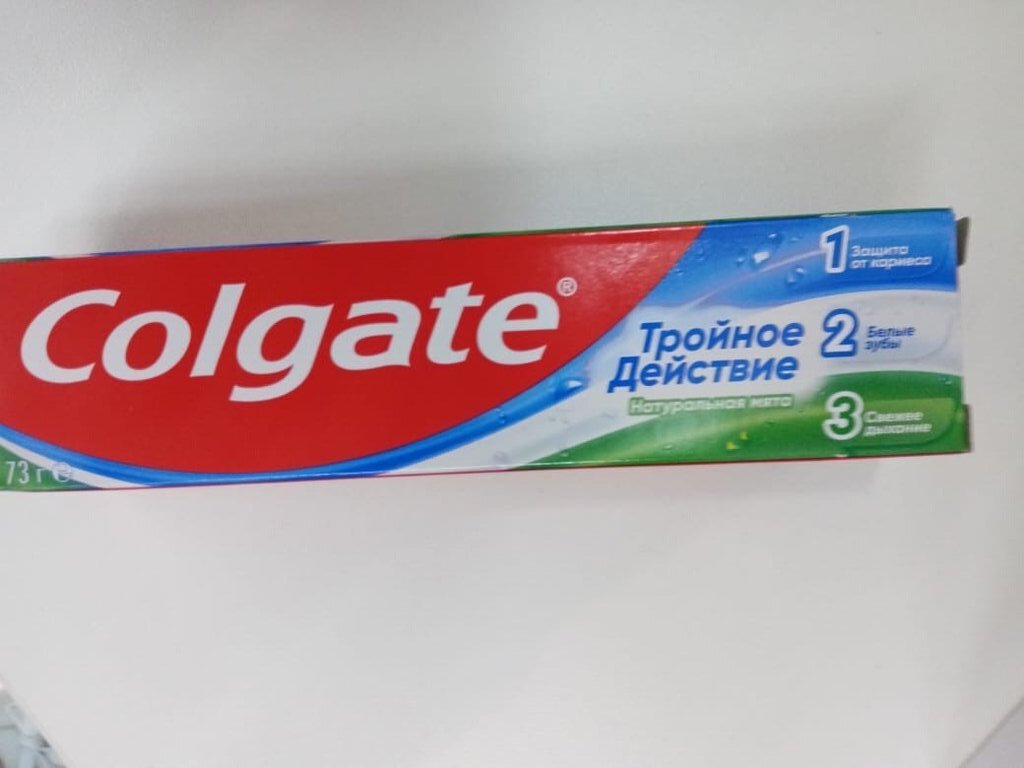 Colgate®
Тройное
Действие
Натуральная мята
1 Защита
от кариеса
2 Белые
зубы
3 Свежее
дыхание
73 г ℮